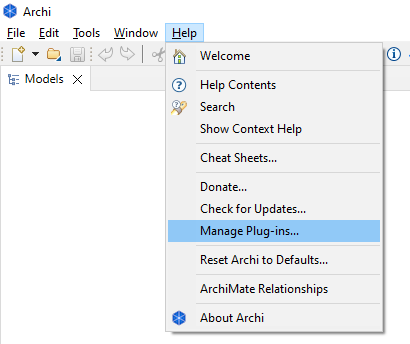 Archi
File Edit Tools Window Help
Models
Welcome
Help Contents
Search
Show Context Help
Cheat Sheets...
Donate...
Check for Updates...
Manage Plug-ins...
Reset Archi to Defaults...
ArchiMate Relationships
About Archi